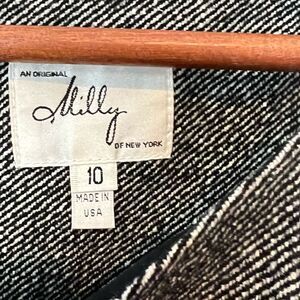 AN ORIGINAL
Milly
OF NEW YORK
10
MADE IN
USA